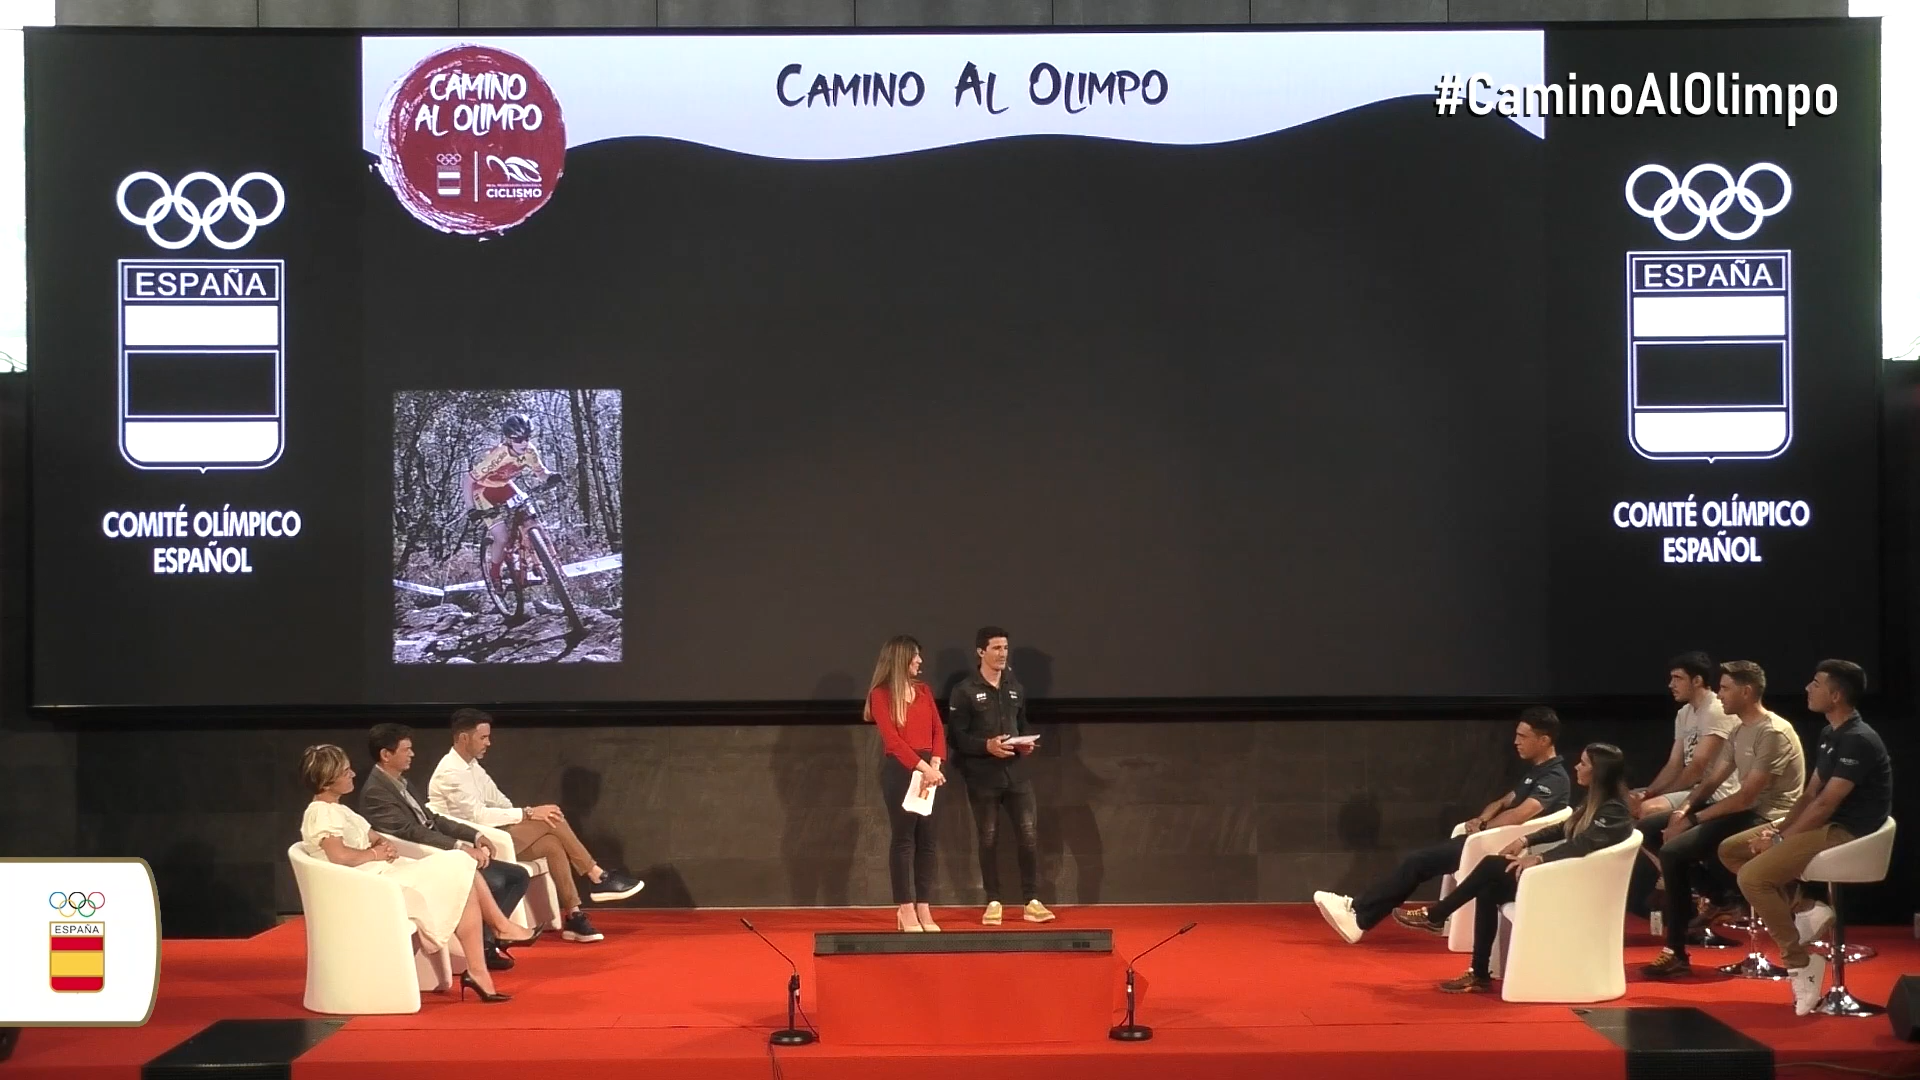 CAMINO
AL OLIMPO
CICLISMO
CAMINO AL OLIMPO
#CaminoAlOlimpo
ESPAÑA
COMITÉ OLÍMPICO
ESPAÑOL
ESPAÑA
COMITÉ OLÍMPICO
ESPAÑOL
ESPAÑA